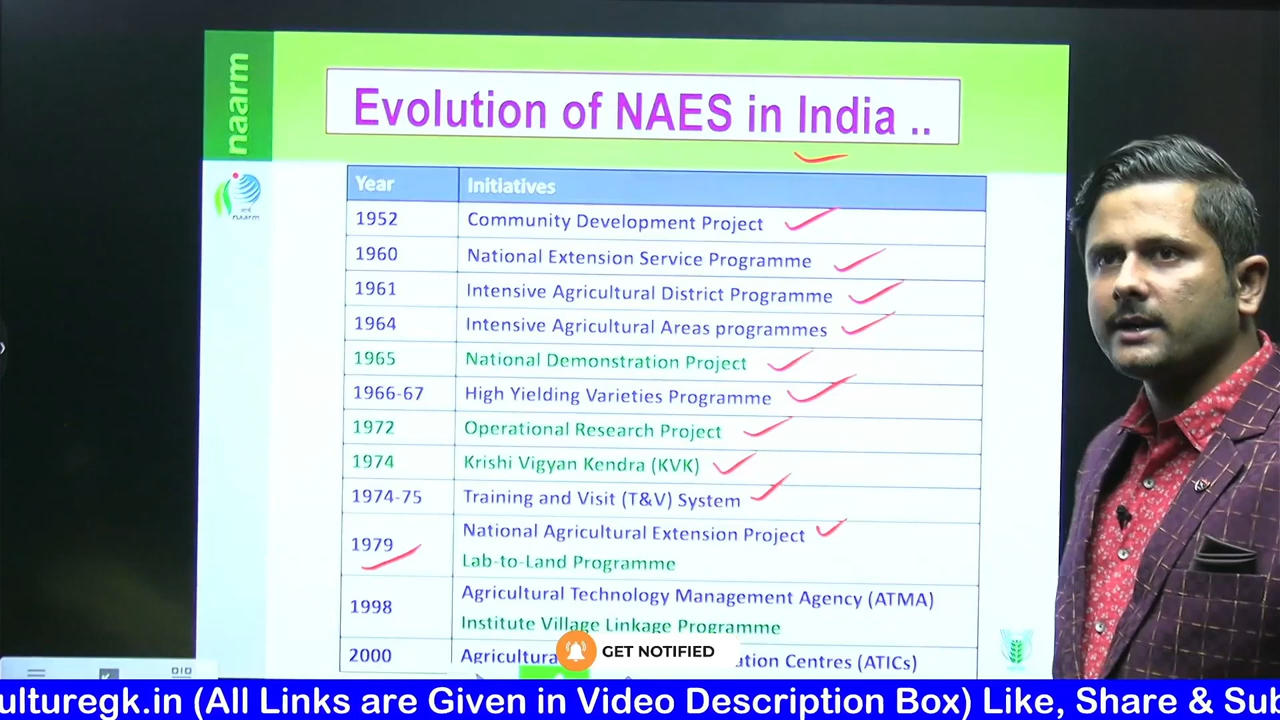 naarm
naarm
Evolution of NAES in India ..
Year Initiatives
1952 Community Development Project
1960 National Extension Service Programme
1961 Intensive Agricultural District Programme
1964 Intensive Agricultural Areas programmes
1965 National Demonstration Project
1966-67 High Yielding Varieties Programme
1972 Operational Research Project
1974 Krishi Vigyan Kendra (KVK)
1974-75 Training and Visit (T&V) System
1979 National Agricultural Extension Project
Lab-to-Land Programme
1998 Agricultural Technology Management Agency (ATMA)
Institute Village Linkage Programme
2000 Agricultura ation Centres (ATICs)
GET NOTIFIED
ulturegk.in (All Links are Given in Video Description Box) Like, Share & Sub